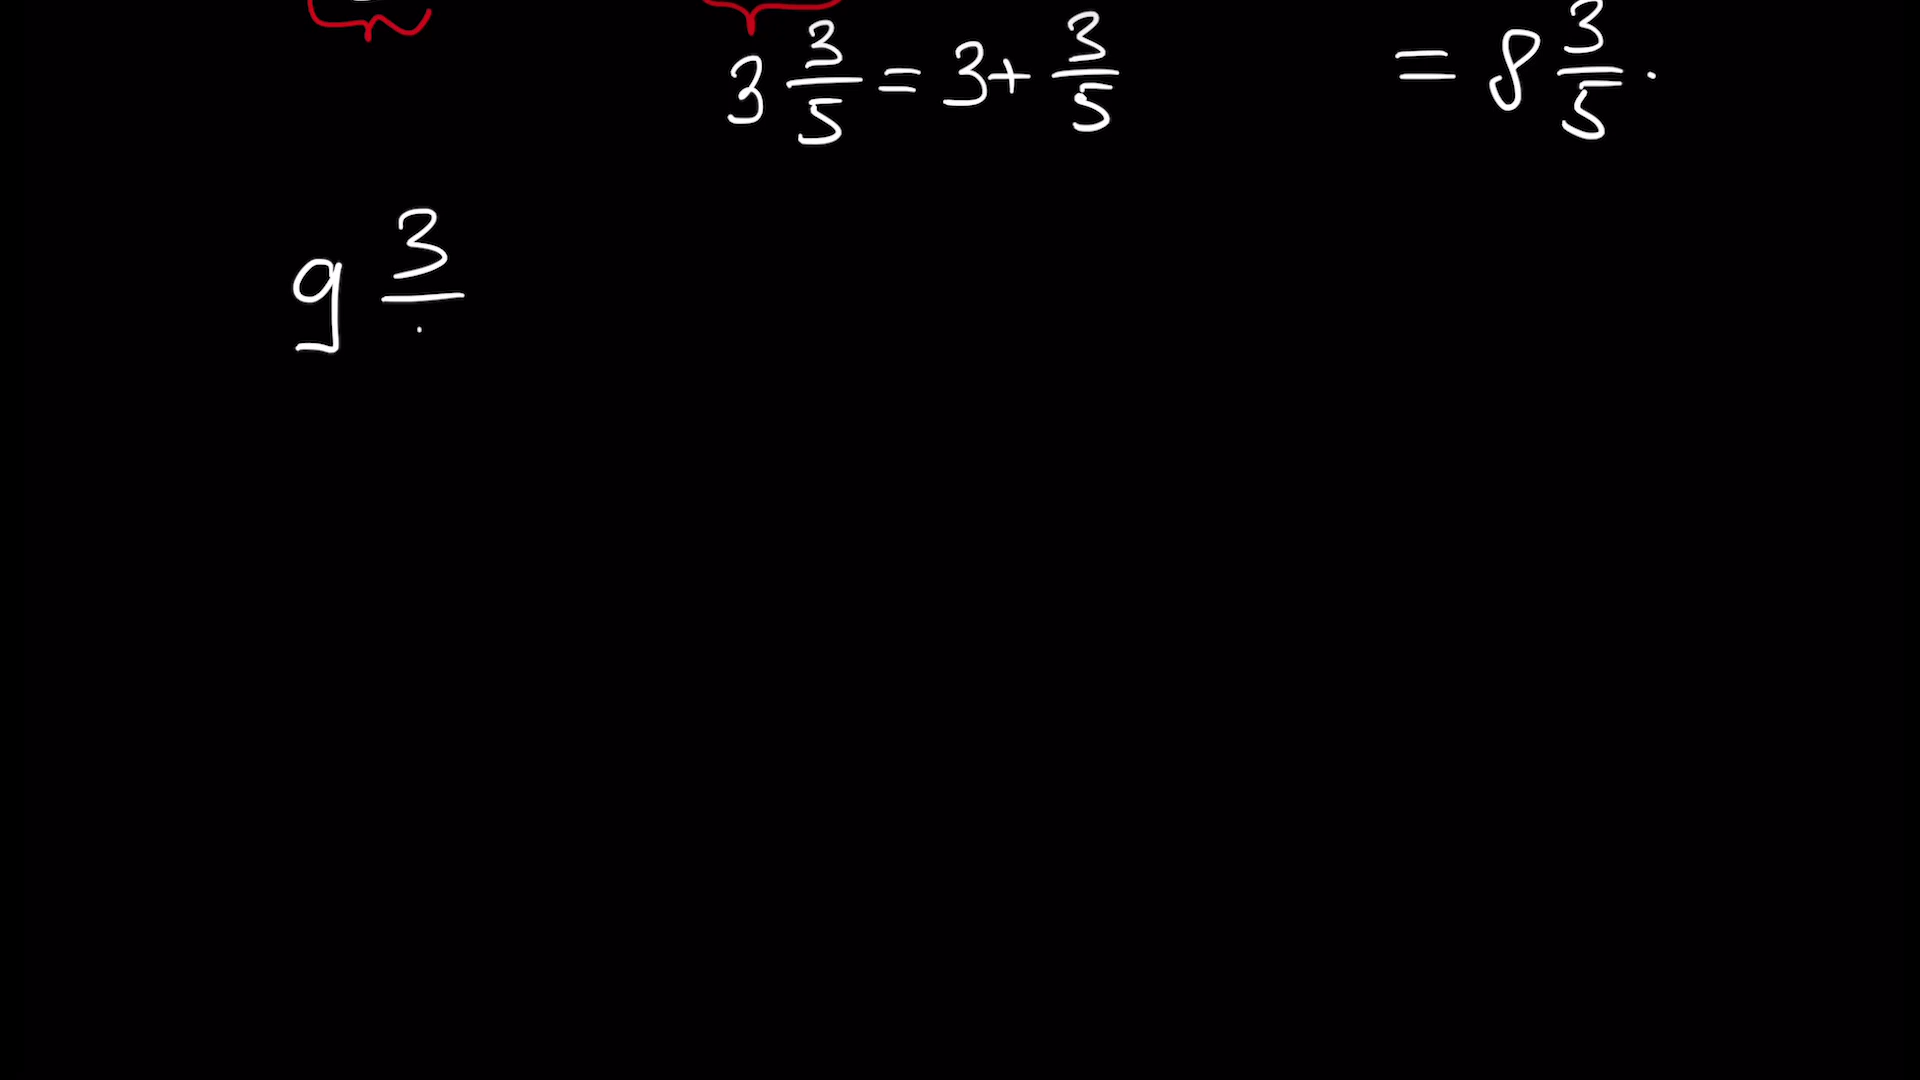 3 3/5 = 3 + 3/5 = 8 3/5 .
9 3/